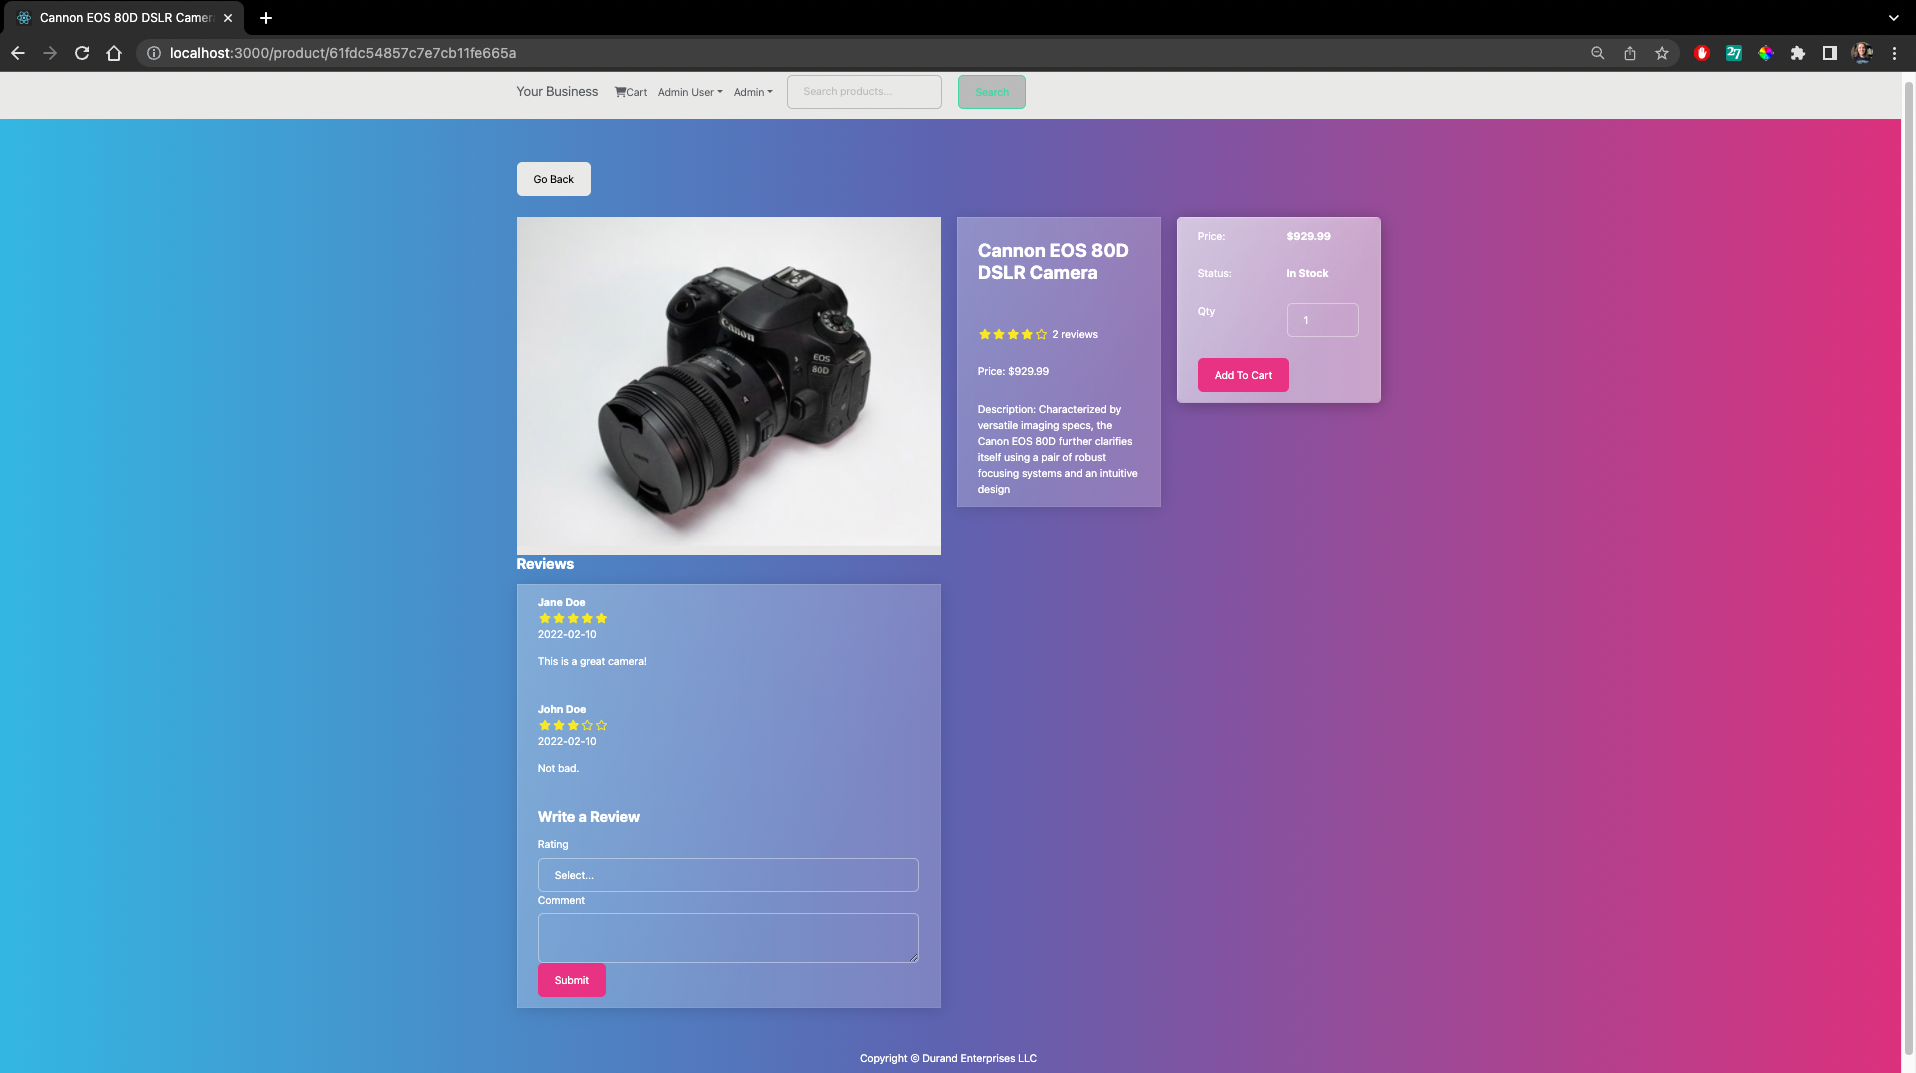 Cannon EOS 80D DSLR Camer
localhost:3000/product/61fdc54857c7e7cb11fe665a
27
Your Business Cart Admin User Admin Search products... Search
Go Back
Canon
EOS
80D
A
Cannon EOS 80D
DSLR Camera
2 reviews
Price: $929.99
Description: Characterized by
versatile imaging specs, the
Canon EOS 80D further clarifies
itself using a pair of robust
focusing systems and an intuitive
design
Price: $929.99
Status: In Stock
Qty 1
Add To Cart
Reviews
Jane Doe
2022-02-10
This is a great camera!
John Doe
2022-02-10
Not bad.
Write a Review
Rating
Select...
Comment
Submit
Copyright © Durand Enterprises LLC